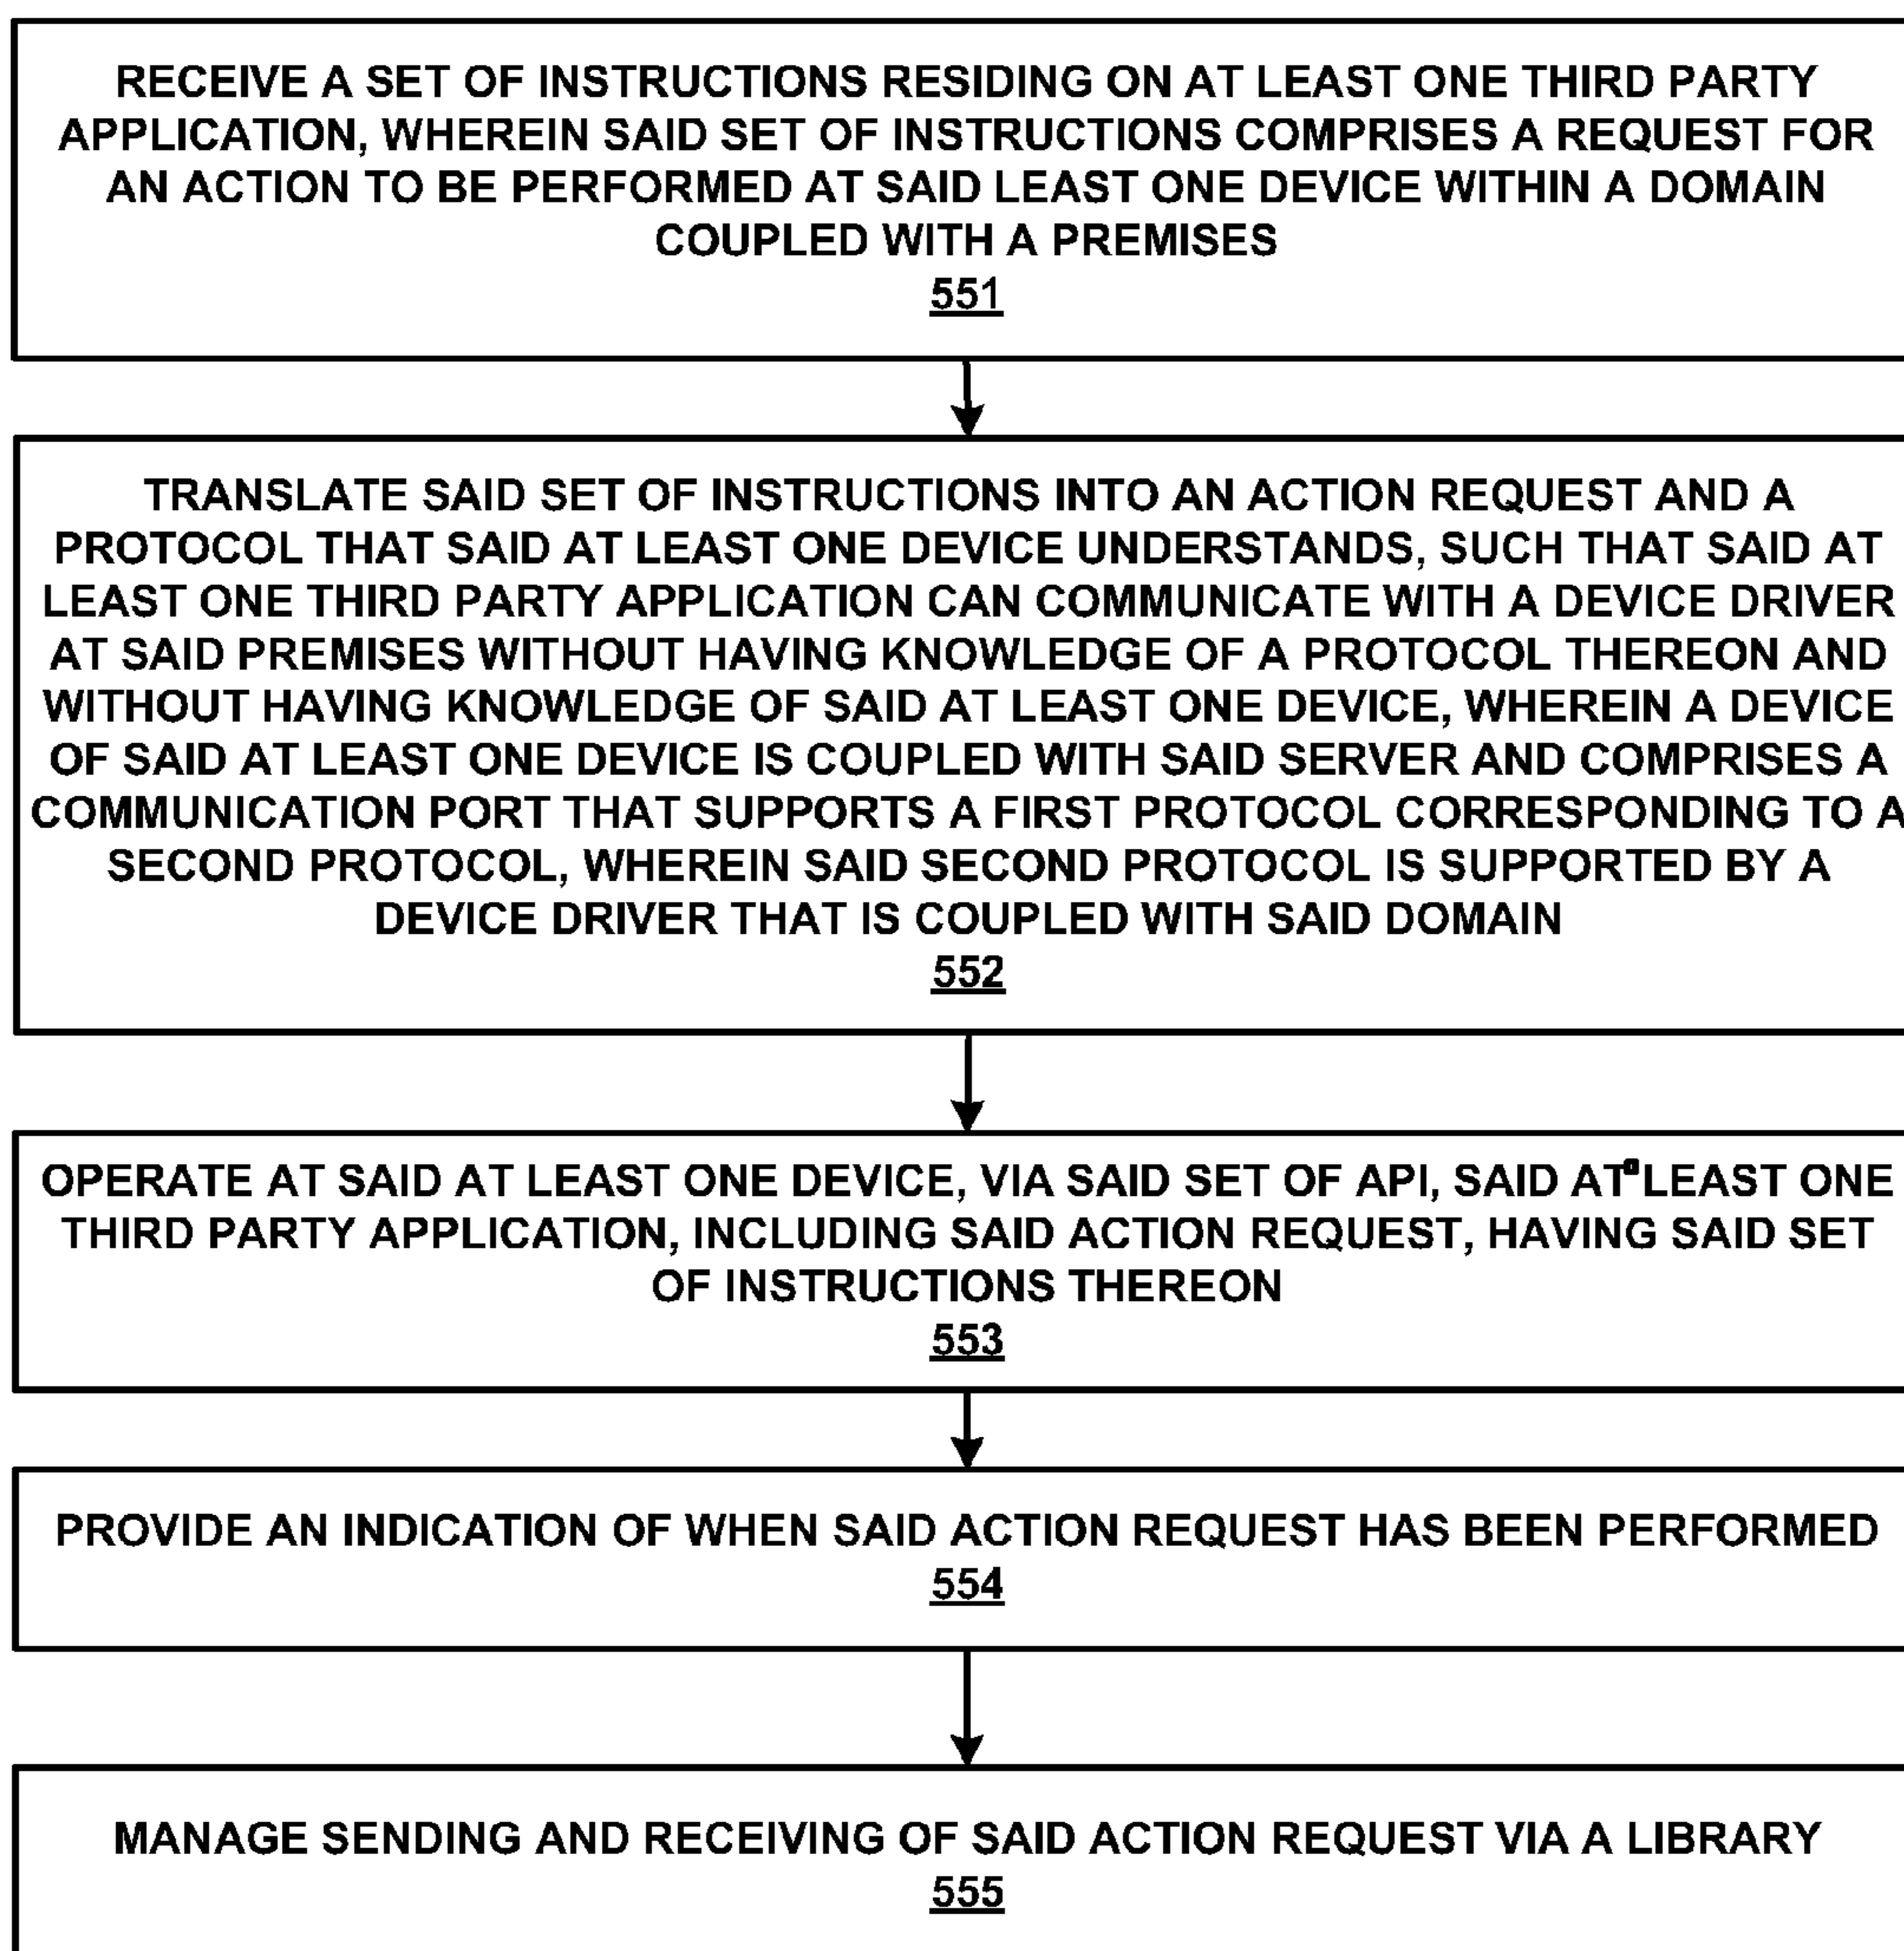 RECEIVE A SET OF INSTRUCTIONS RESIDING ON AT LEAST ONE THIRD PARTY
APPLICATION, WHEREIN SAID SET OF INSTRUCTIONS COMPRISES A REQUEST FOR
AN ACTION TO BE PERFORMED AT SAID LEAST ONE DEVICE WITHIN A DOMAIN
COUPLED WITH A PREMISES
551
TRANSLATE SAID SET OF INSTRUCTIONS INTO AN ACTION REQUEST AND A
PROTOCOL THAT SAID AT LEAST ONE DEVICE UNDERSTANDS, SUCH THAT SAID AT
LEAST ONE THIRD PARTY APPLICATION CAN COMMUNICATE WITH A DEVICE DRIVER
AT SAID PREMISES WITHOUT HAVING KNOWLEDGE OF A PROTOCOL THEREON AND
WITHOUT HAVING KNOWLEDGE OF SAID AT LEAST ONE DEVICE, WHEREIN A DEVICE
OF SAID AT LEAST ONE DEVICE IS COUPLED WITH SAID SERVER AND COMPRISES A
COMMUNICATION PORT THAT SUPPORTS A FIRST PROTOCOL CORRESPONDING TO A
SECOND PROTOCOL, WHEREIN SAID SECOND PROTOCOL IS SUPPORTED BY A
DEVICE DRIVER THAT IS COUPLED WITH SAID DOMAIN
552
OPERATE AT SAID AT LEAST ONE DEVICE, VIA SAID SET OF API, SAID AT LEAST ONE
THIRD PARTY APPLICATION, INCLUDING SAID ACTION REQUEST, HAVING SAID SET
OF INSTRUCTIONS THEREON
553
PROVIDE AN INDICATION OF WHEN SAID ACTION REQUEST HAS BEEN PERFORMED
554
MANAGE SENDING AND RECEIVING OF SAID ACTION REQUEST VIA A LIBRARY
555